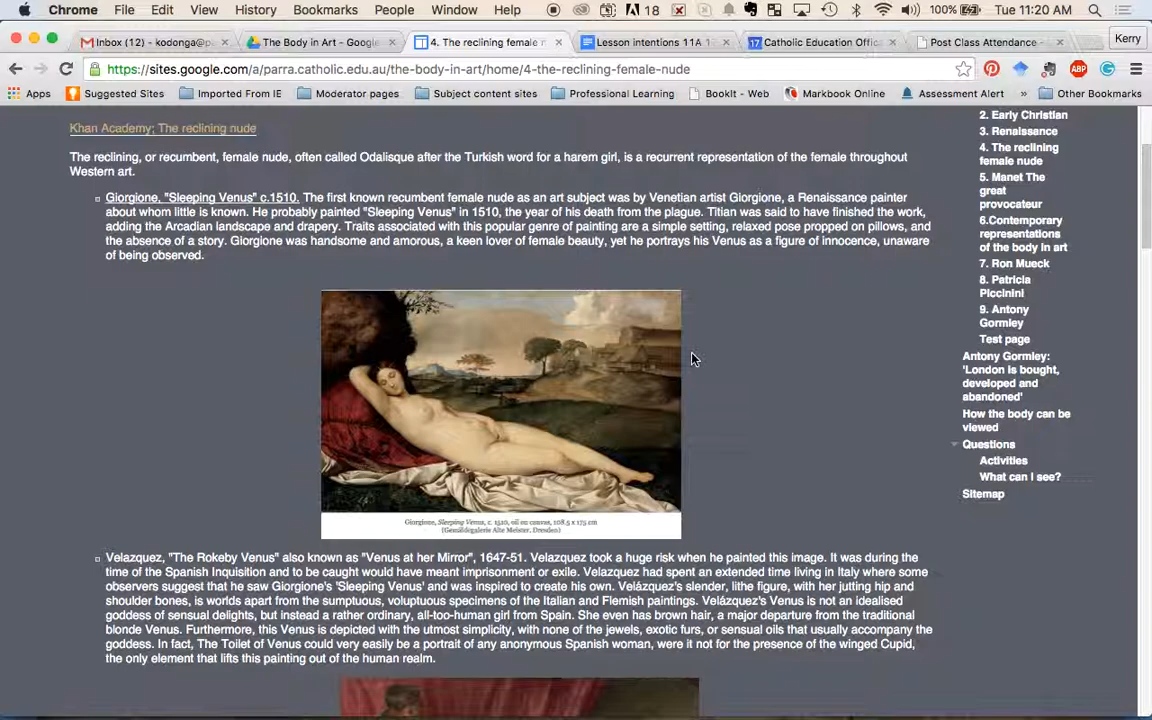 Chrome File Edit View History Bookmarks People Window Help 18 100% Tue 11:20 AM
Inbox (12) - kodonga@p 
The Body in Art - Google
4. The reclining female n
Lesson intentions 11A 1
17 Catholic Education Offic
Post Class Attendance -
Kerry
https://sites.google.com/a/parra.catholic.edu.au/the-body-in-art/home/4-the-reclining-female-nude
ABP
Apps Suggested Sites Imported From IE Moderator pages Subject content sites Professional Learning BookIt - Web Markbook Online Assessment Alert » Other Bookmarks
Khan Academy; The reclining nude
The reclining, or recumbent, female nude, often called Odalisque after the Turkish word for a harem girl, is a recurrent representation of the female throughout
Western art.
Giorgione, "Sleeping Venus" c.1510. The first known recumbent female nude as an art subject was by Venetian artist Giorgione, a Renaissance painter
about whom little is known. He probably painted "Sleeping Venus" in 1510, the year of his death from the plague. Titian was said to have finished the work,
adding the Arcadian landscape and drapery. Traits associated with this popular genre of painting are a simple setting, relaxed pose propped on pillows, and
the absence of a story. Giorgione was handsome and amorous, a keen lover of female beauty, yet he portrays his Venus as a figure of innocence, unaware
of being observed.
Giorgione, Sleeping Venus, c. 1510, oil on canvas, 108.5 x 175 cm
(Gemäldegalerie Alte Meister, Dresden)
Velazquez, "The Rokeby Venus" also known as "Venus at her Mirror", 1647-51. Velazquez took a huge risk when he painted this image. It was during the
time of the Spanish Inquisition and to be caught would have meant imprisonment or exile. Velazquez had spent an extended time living in Italy where some
observers suggest that he saw Giorgione's 'Sleeping Venus' and was inspired to create his own. Velázquez's slender, lithe figure, with her jutting hip and
shoulder bones, is worlds apart from the sumptuous, voluptuous specimens of the Italian and Flemish paintings. Velázquez's Venus is not an idealised
goddess of sensual delights, but instead a rather ordinary, all-too-human girl from Spain. She even has brown hair, a major departure from the traditional
blonde Venus. Furthermore, this Venus is depicted with the utmost simplicity, with none of the jewels, exotic furs, or sensual oils that usually accompany the
goddess. In fact, The Toilet of Venus could very easily be a portrait of any anonymous Spanish woman, were it not for the presence of the winged Cupid,
the only element that lifts this painting out of the human realm.
2. Early Christian
3. Renaissance
4. The reclining
female nude
5. Manet The
great
provocateur
6.Contemporary
representations
of the body in art
7. Ron Mueck
8. Patricia
Piccinini
9. Antony
Gormley
Test page
Antony Gormley:
'London is bought,
developed and
abandoned'
How the body can be
viewed
Questions
Activities
What can I see?
Sitemap